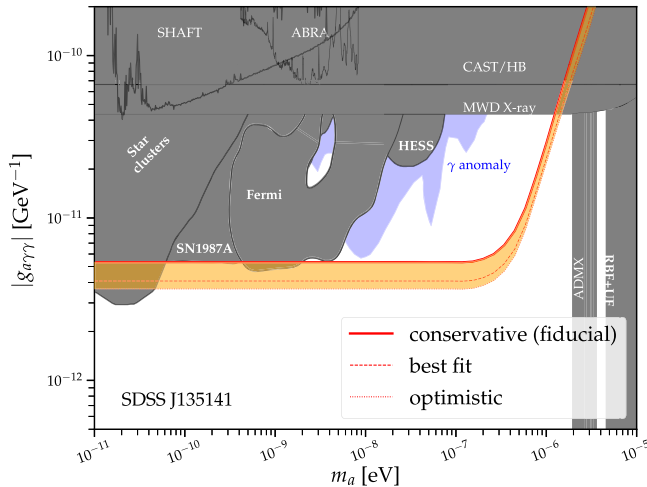 SHAFT
ABRA
CAST/HB
MWD X-ray
Star
clusters
HESS
γ anomaly
Fermi
SN1987A
ADMX
RBF+UF
conservative (fiducial)
best fit
optimistic
SDSS J135141
|g_{aγγ}| [GeV⁻¹]
10⁻¹⁰
10⁻¹¹
10⁻¹²
10⁻¹¹
10⁻¹⁰
10⁻⁹
10⁻⁸
10⁻⁷
10⁻⁶
10⁻⁵
m_a [eV]